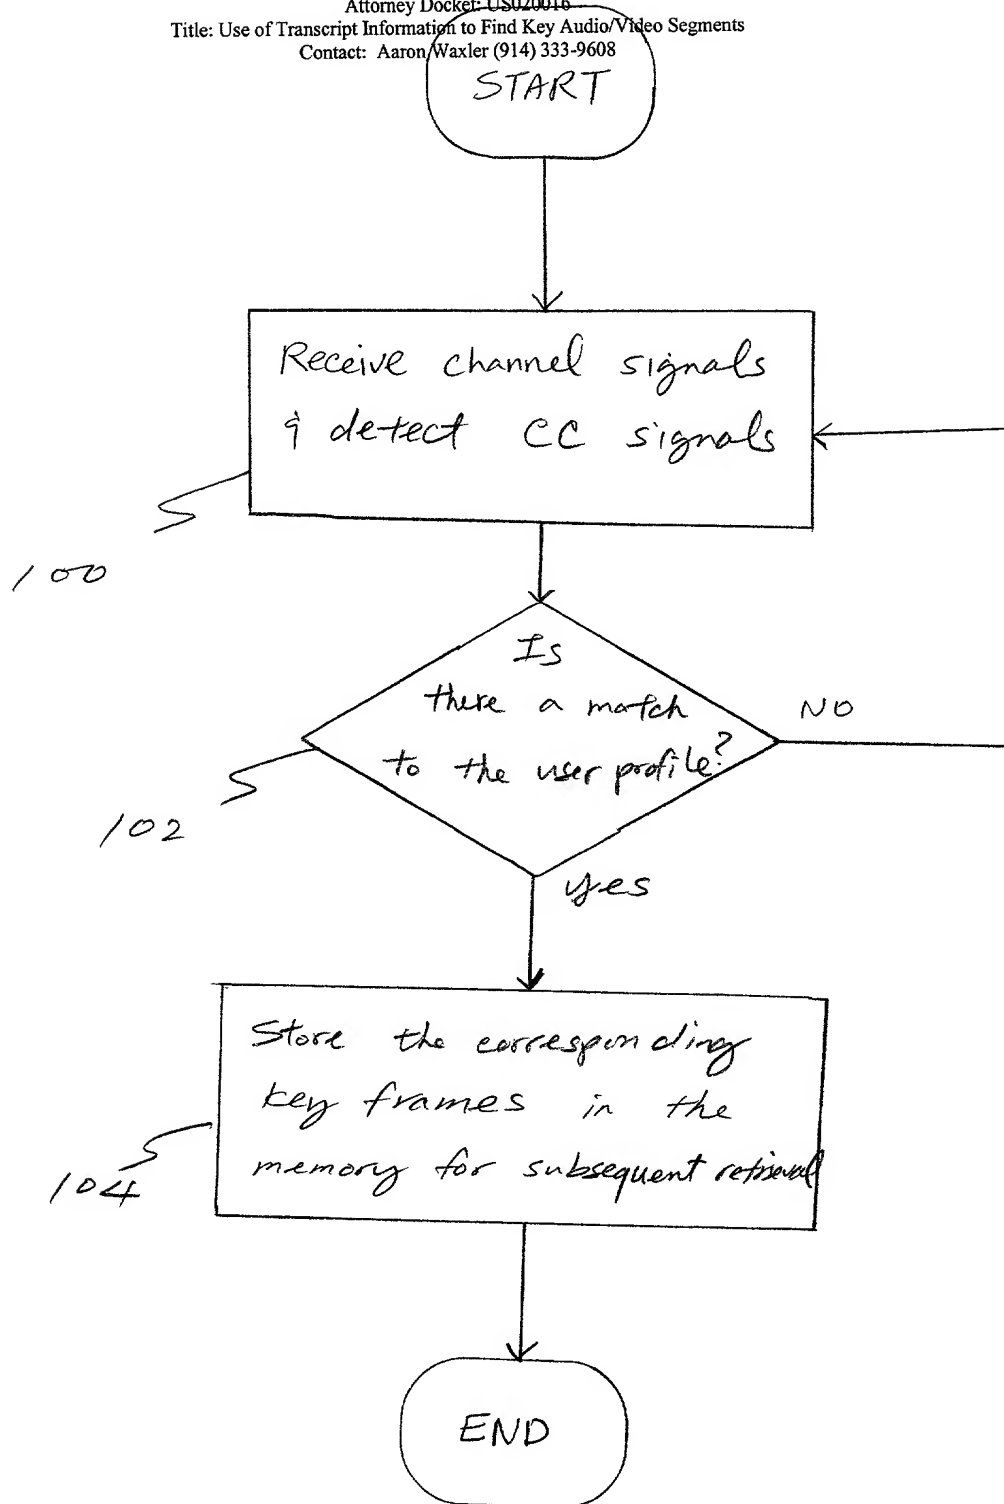 Attorney Docket: US020016
Title: Use of Transcript Information to Find Key Audio/Video Segments
Contact: Aaron Waxler (914) 333-9608
START
Receive channel signals
& detect CC signals
100
Is
there a match
to the user profile?
NO
102
yes
Store the corresponding
key frames in the
memory for subsequent retrieval
104
END